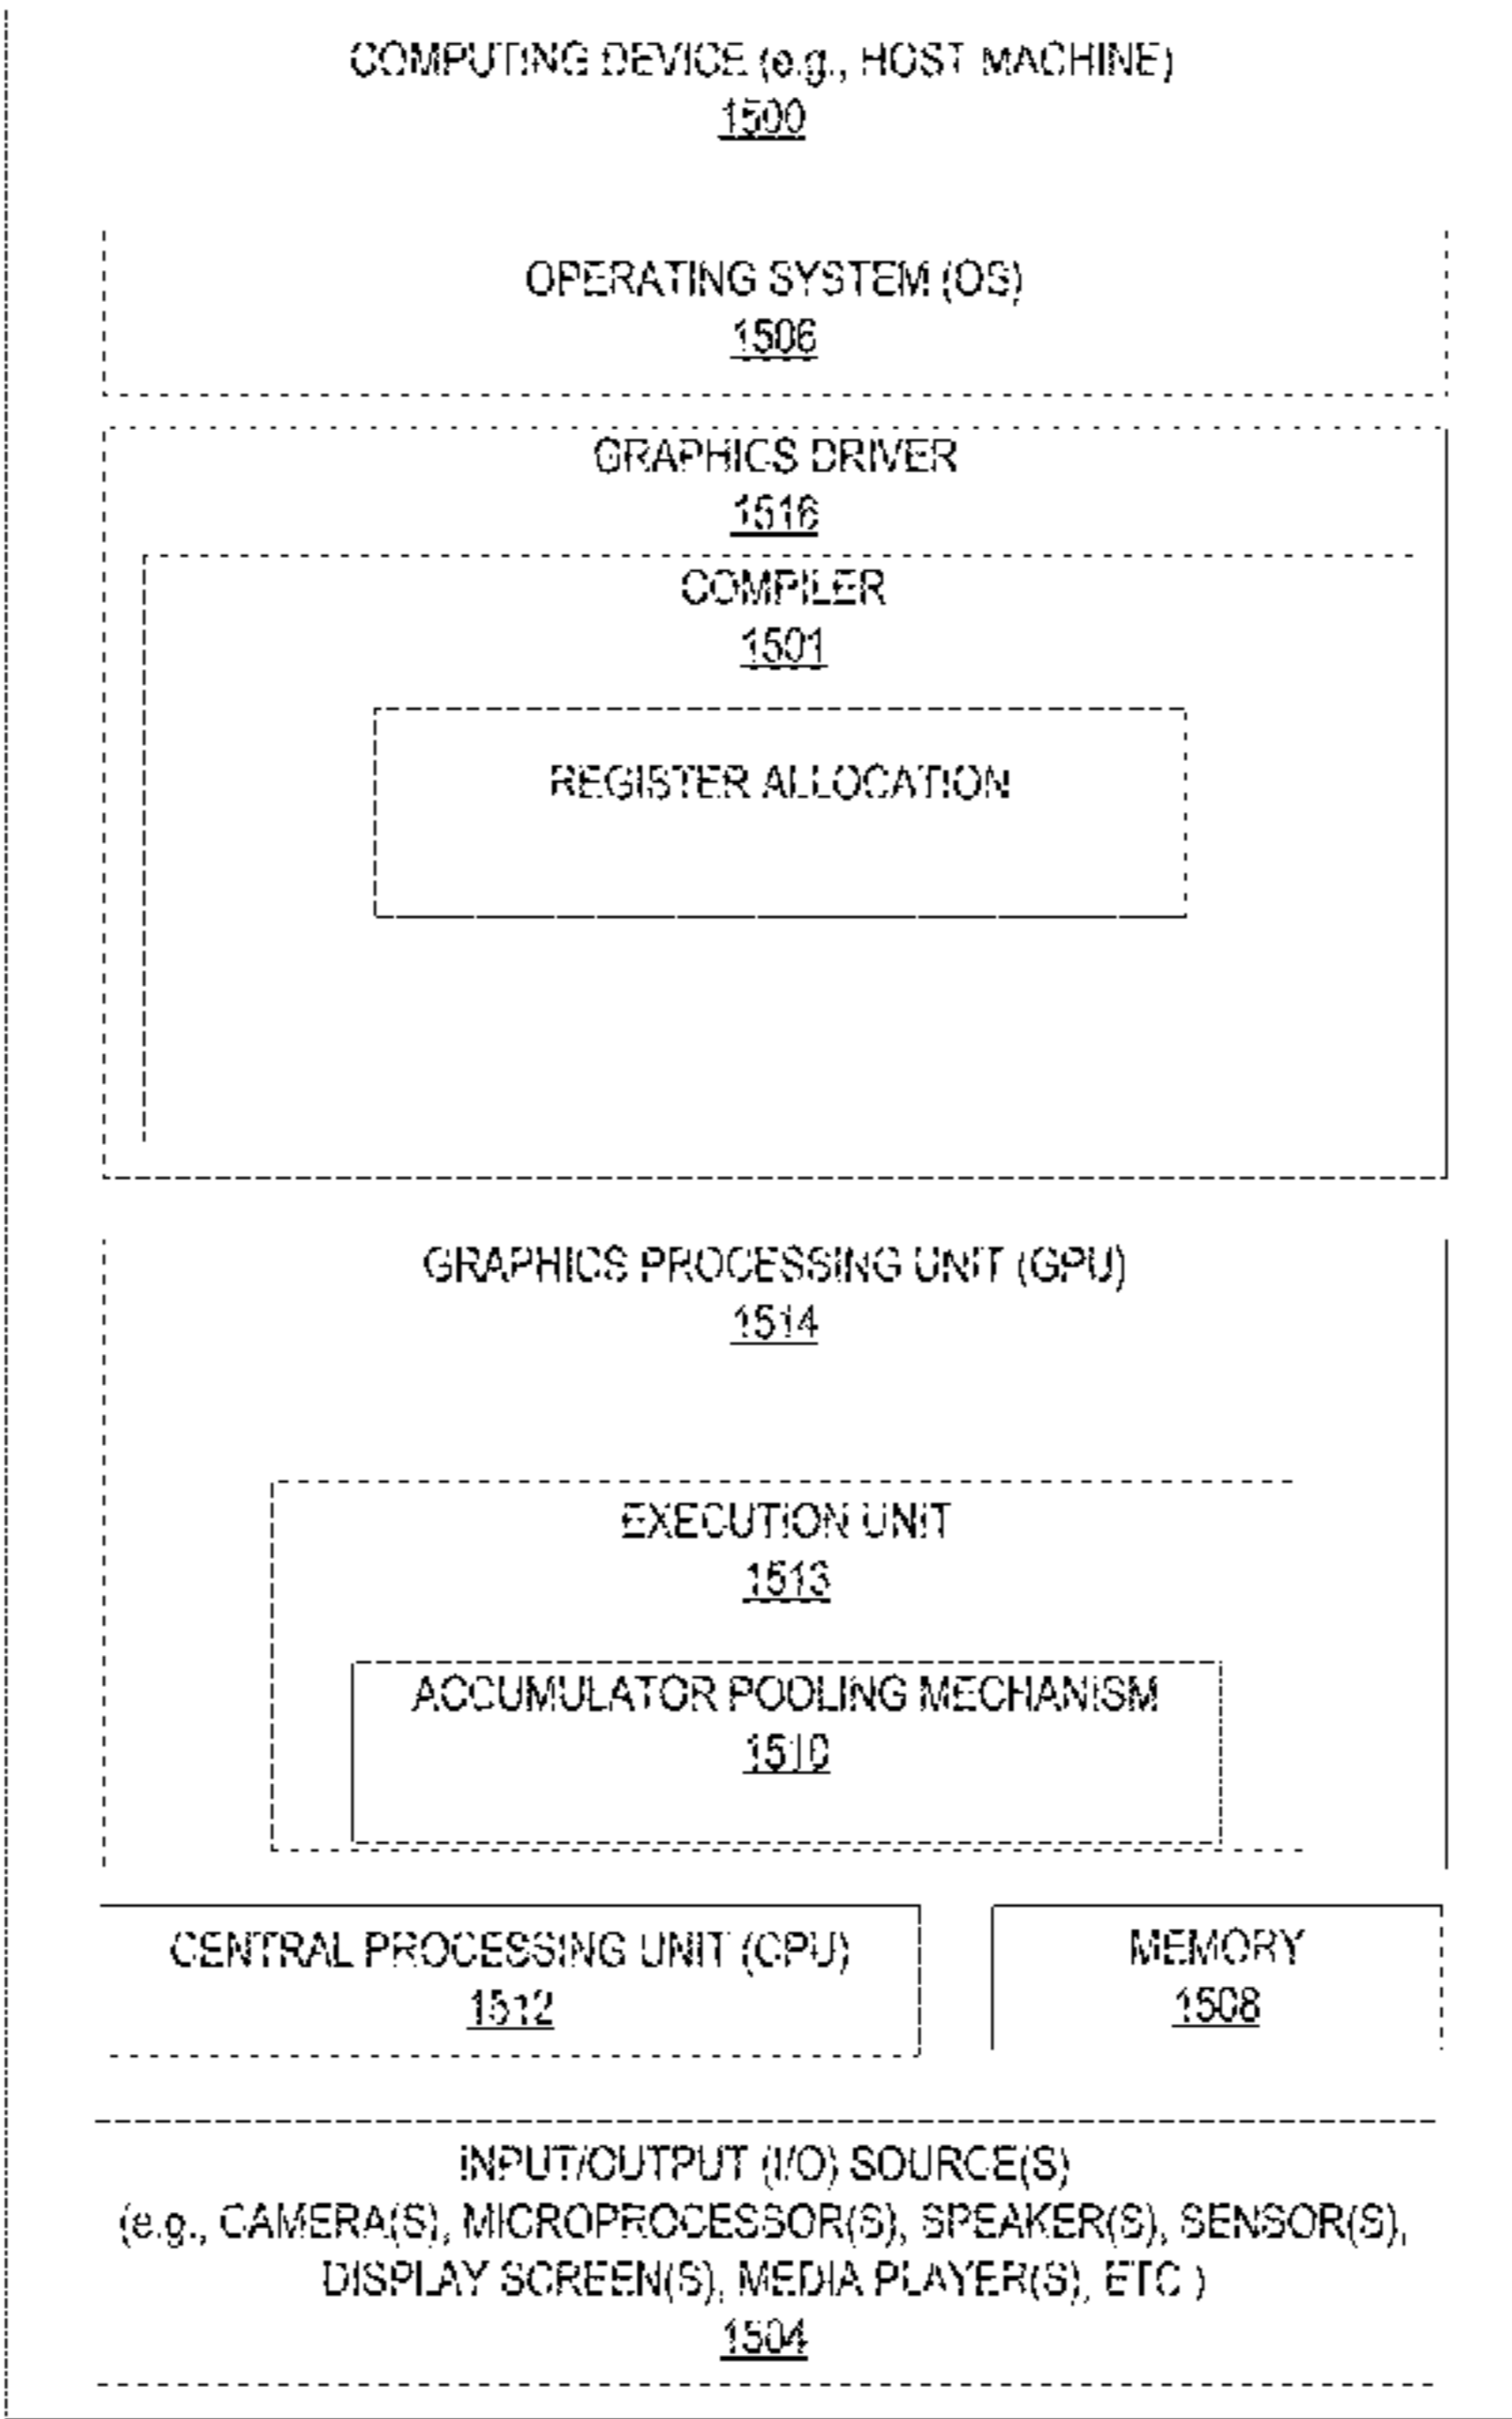 COMPUTING DEVICE (e.g., HOST MACHINE)
1500
OPERATING SYSTEM (OS)
1506
GRAPHICS DRIVER
1516
COMPILER
1501
REGISTER ALLOCATION
GRAPHICS PROCESSING UNIT (GPU)
1514
EXECUTION UNIT
1513
ACCUMULATOR POOLING MECHANISM
1510
CENTRAL PROCESSING UNIT (CPU)
1512
MEMORY
1508
INPUT/OUTPUT (I/O) SOURCE(S)
(e.g., CAMERA(S), MICROPROCESSOR(S), SPEAKER(S), SENSOR(S),
DISPLAY SCREEN(S), MEDIA PLAYER(S), ETC )
1504